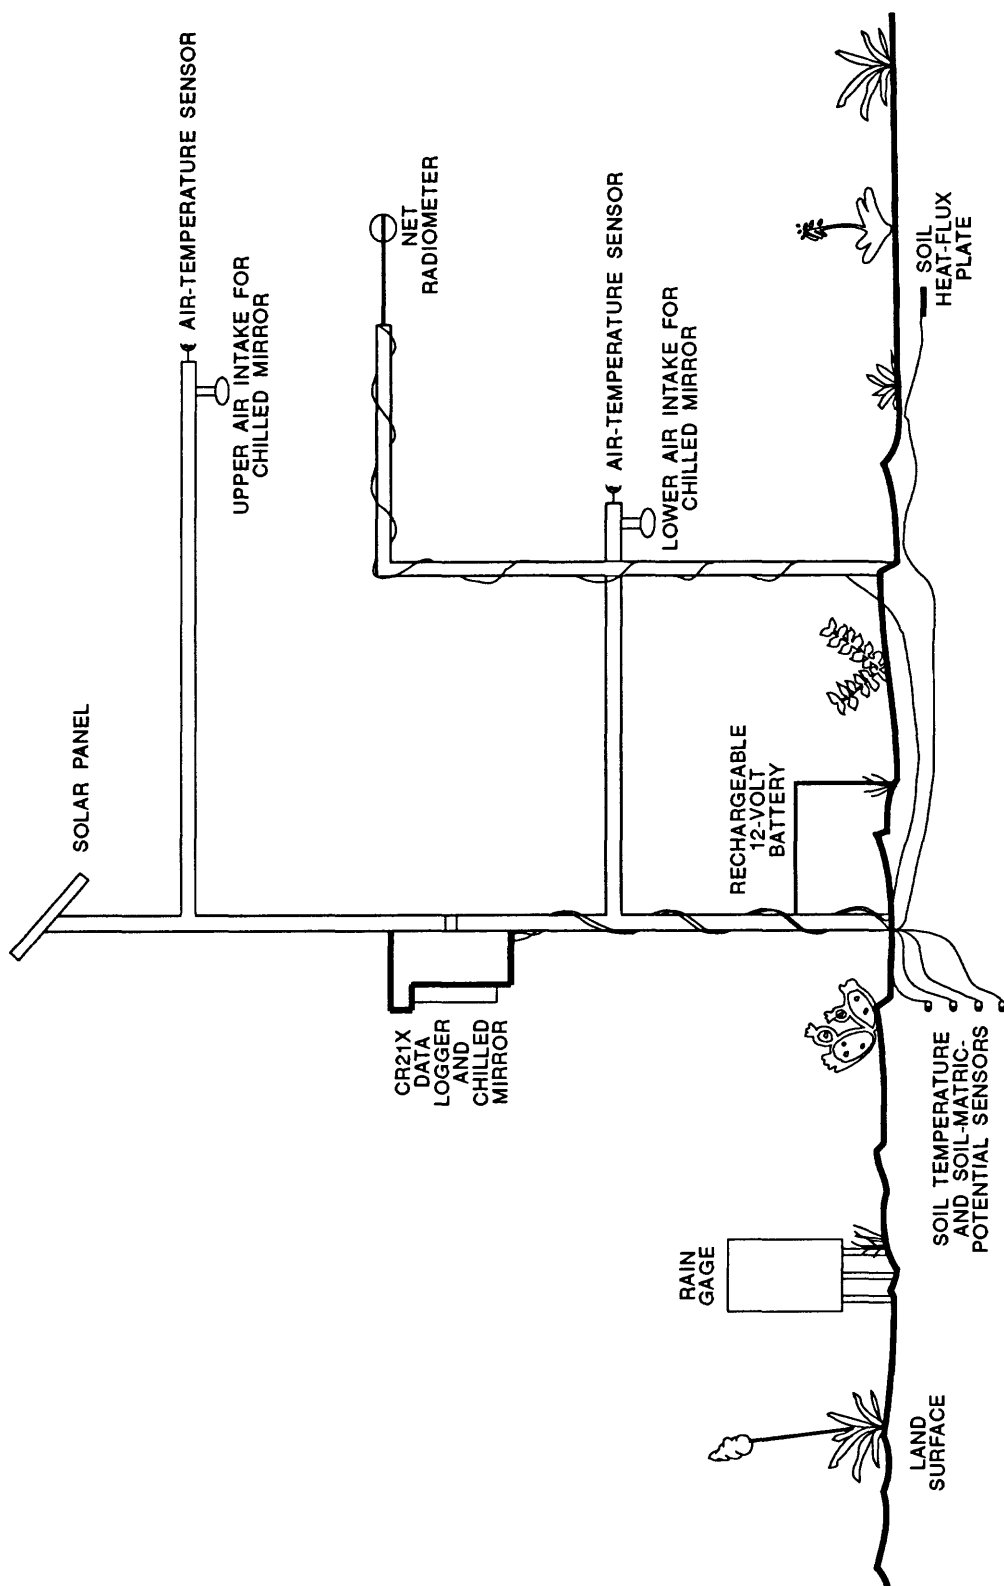 SOLAR PANEL
AIR-TEMPERATURE SENSOR
UPPER AIR INTAKE FOR
CHILLED MIRROR
NET
RADIOMETER
CR21X
DATA
LOGGER
AND
CHILLED
MIRROR
AIR-TEMPERATURE SENSOR
LOWER AIR INTAKE FOR
CHILLED MIRROR
RAIN
GAGE
RECHARGEABLE
12-VOLT
BATTERY
LAND
SURFACE
SOIL TEMPERATURE
AND SOIL-MATRIC-
POTENTIAL SENSORS
SOIL
HEAT-FLUX
PLATE